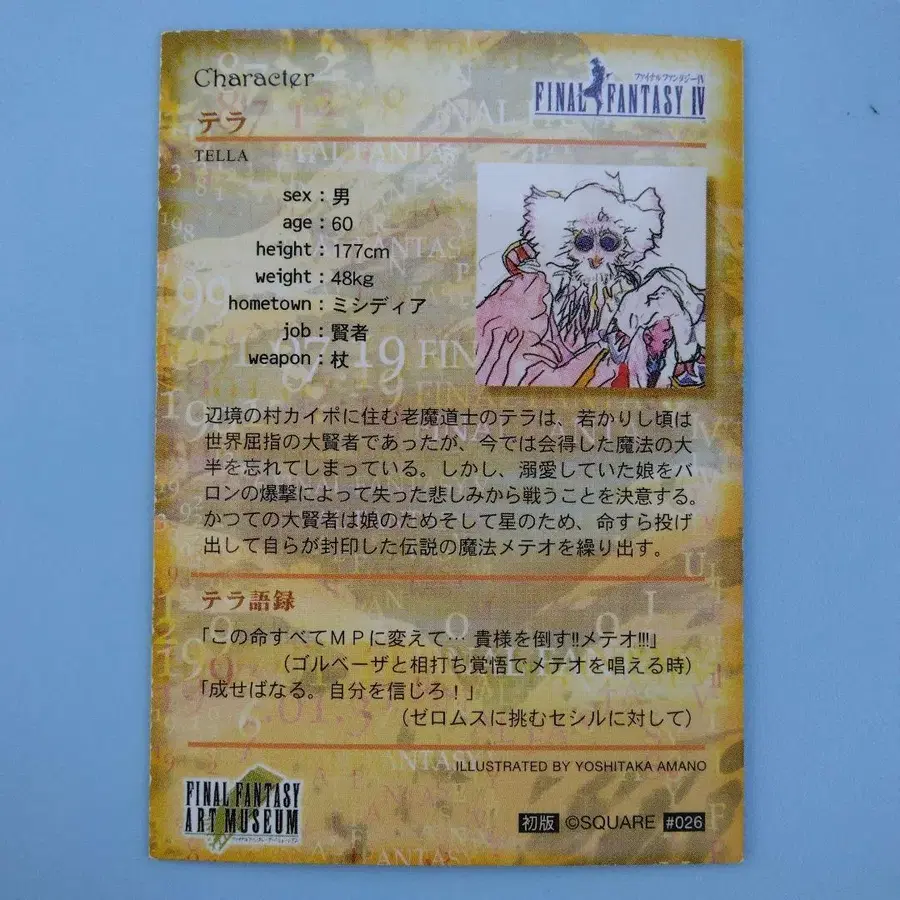 Character
ファイナルファンタジーIV
FINAL FANTASY IV
テラ
TELLA
sex：男
age：60
height：177cm
weight：48kg
hometown：ミシディア
job：賢者
weapon：杖
辺境の村カイポに住む老魔道士のテラは、若かりし頃は
世界屈指の大賢者であったが、今では会得した魔法の大
半を忘れてしまっている。しかし、溺愛していた娘をバ
ロンの爆撃によって失った悲しみから戦うことを決意する。
かつての大賢者は娘のためそして星のため、命すら投げ
出して自らが封印した伝説の魔法メテオを繰り出す。
テラ語録
「この命すべてＭＰに変えて… 貴様を倒す!!メテオ!!!」
（ゴルベーザと相打ち覚悟でメテオを唱える時）
「成せばなる。自分を信じろ！」
（ゼロムスに挑むセシルに対して）
ILLUSTRATED BY YOSHITAKA AMANO
FINAL FANTASY
ART MUSEUM
初版 ©SQUARE #026